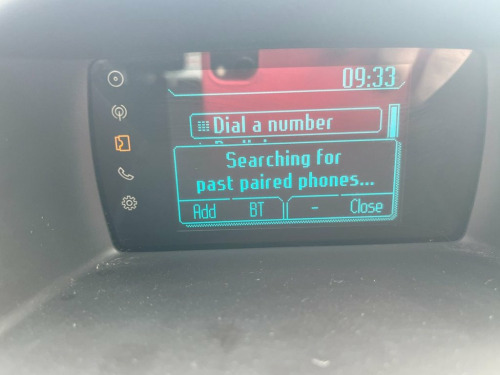 09:33
Dial a number
Searching for
past paired phones...
Add BT - Close